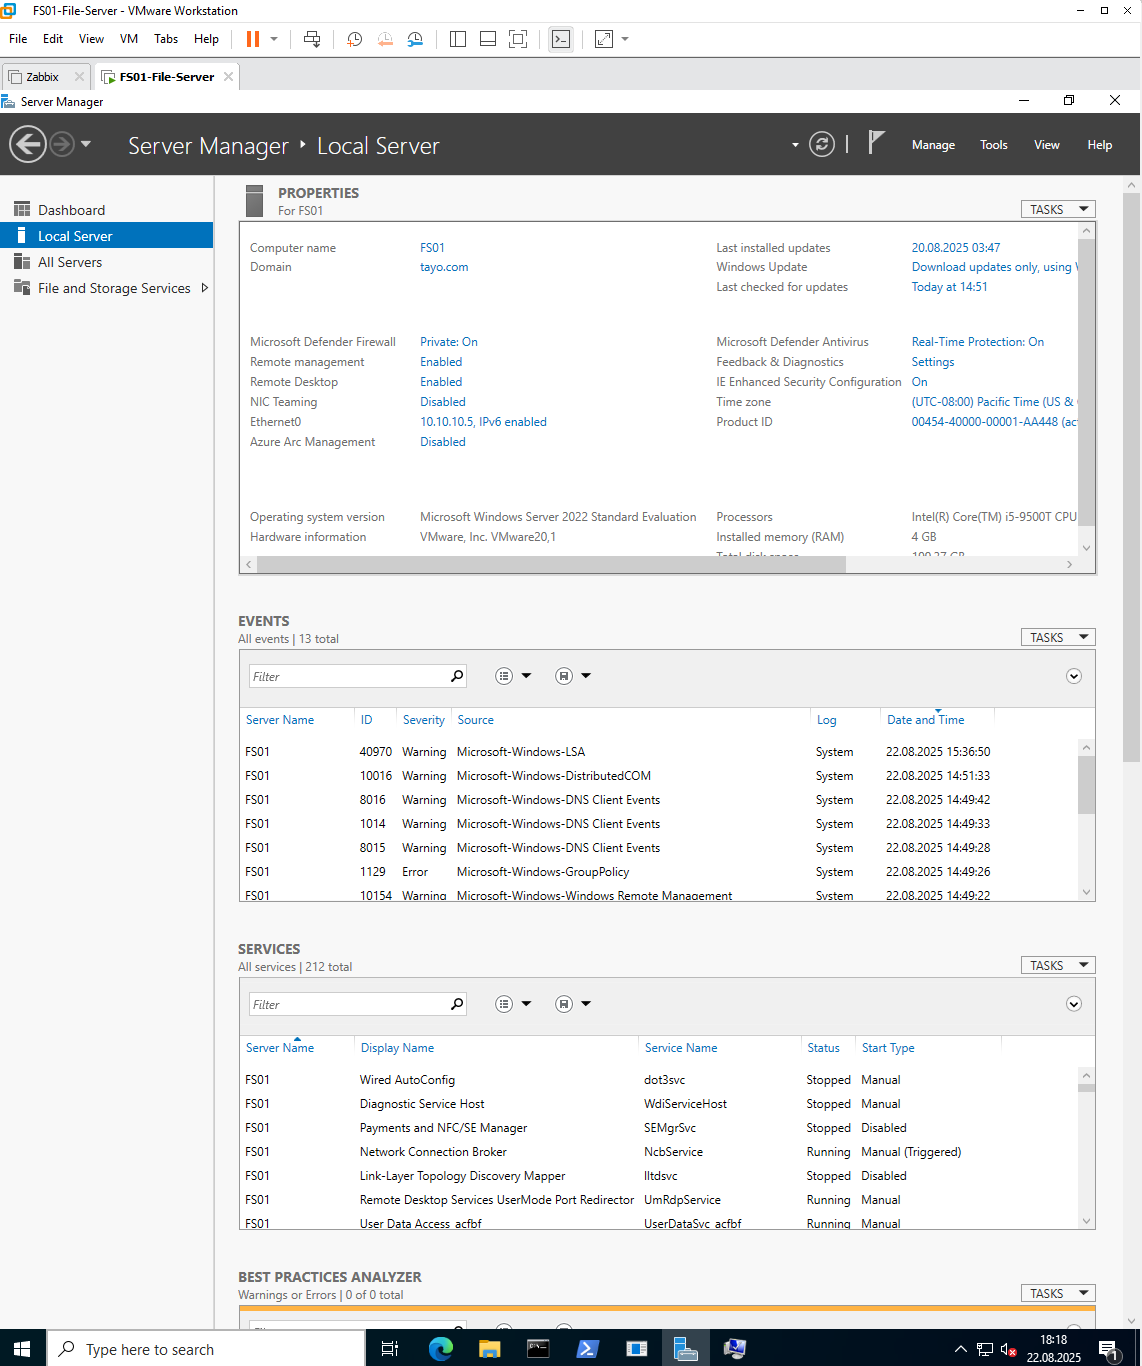 FS01-File-Server - VMware Workstation
File Edit View VM Tabs Help
Zabbix FS01-File-Server
Server Manager
Server Manager Local Server
Manage Tools View Help
Dashboard
Local Server
All Servers
File and Storage Services
PROPERTIES
For FS01
TASKS
Computer name FS01 Last installed updates 20.08.2025 03:47
Domain tayo.com Windows Update Download updates only, using
Last checked for updates Today at 14:51
Microsoft Defender Firewall Private: On Microsoft Defender Antivirus Real-Time Protection: On
Remote management Enabled Feedback & Diagnostics Settings
Remote Desktop Enabled IE Enhanced Security Configuration On
NIC Teaming Disabled Time zone (UTC-08:00) Pacific Time (US &
Ethernet0 10.10.10.5, IPv6 enabled Product ID 00454-40000-00001-AA448 (ac
Azure Arc Management Disabled
Operating system version Microsoft Windows Server 2022 Standard Evaluation Processors Intel(R) Core(TM) i5-9500T CPU
Hardware information VMware, Inc. VMware20,1 Installed memory (RAM) 4 GB
Total disk space
EVENTS
All events | 13 total
TASKS
Filter
Server Name ID Severity Source Log Date and Time
FS01 40970 Warning Microsoft-Windows-LSA System 22.08.2025 15:36:50
FS01 10016 Warning Microsoft-Windows-DistributedCOM System 22.08.2025 14:51:33
FS01 8016 Warning Microsoft-Windows-DNS Client Events System 22.08.2025 14:49:42
FS01 1014 Warning Microsoft-Windows-DNS Client Events System 22.08.2025 14:49:33
FS01 8015 Warning Microsoft-Windows-DNS Client Events System 22.08.2025 14:49:28
FS01 1129 Error Microsoft-Windows-GroupPolicy System 22.08.2025 14:49:26
FS01 10154 Warning Microsoft-Windows-Windows Remote Management System 22.08.2025 14:49:22
SERVICES
All services | 212 total
TASKS
Filter
Server Name Display Name Service Name Status Start Type
FS01 Wired AutoConfig dot3svc Stopped Manual
FS01 Diagnostic Service Host WdiServiceHost Stopped Manual
FS01 Payments and NFC/SE Manager SEMgrSvc Stopped Disabled
FS01 Network Connection Broker NcbService Running Manual (Triggered)
FS01 Link-Layer Topology Discovery Mapper lltdsvc Stopped Disabled
FS01 Remote Desktop Services UserMode Port Redirector UmRdpService Running Manual
FS01 User Data Access_acfbf UserDataSvc_acfbf Running Manual
BEST PRACTICES ANALYZER
Warnings or Errors | 0 of 0 total
TASKS
Type here to search
18:18
22.08.2025
1